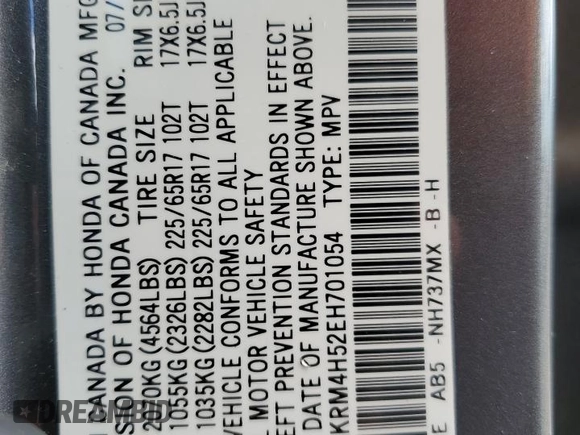 CANADA BY HONDA OF CANADA MFG
SION OF HONDA CANADA INC. 07/
TIRE SIZE RIM SI
(4564LBS)
1055KG (2326LBS) 225/65R17 102T 17X6.5J
1035KG (2282LBS) 225/65R17 102T 17X6.5J
VEHICLE CONFORMS TO ALL APPLICABLE
MOTOR VEHICLE SAFETY
EFT PREVENTION STANDARDS IN EFFECT
DATE OF MANUFACTURE SHOWN ABOVE.
KRM4H52EH701054 TYPE: MPV
E AB5 -NH737MX -B -H
DREAMBID